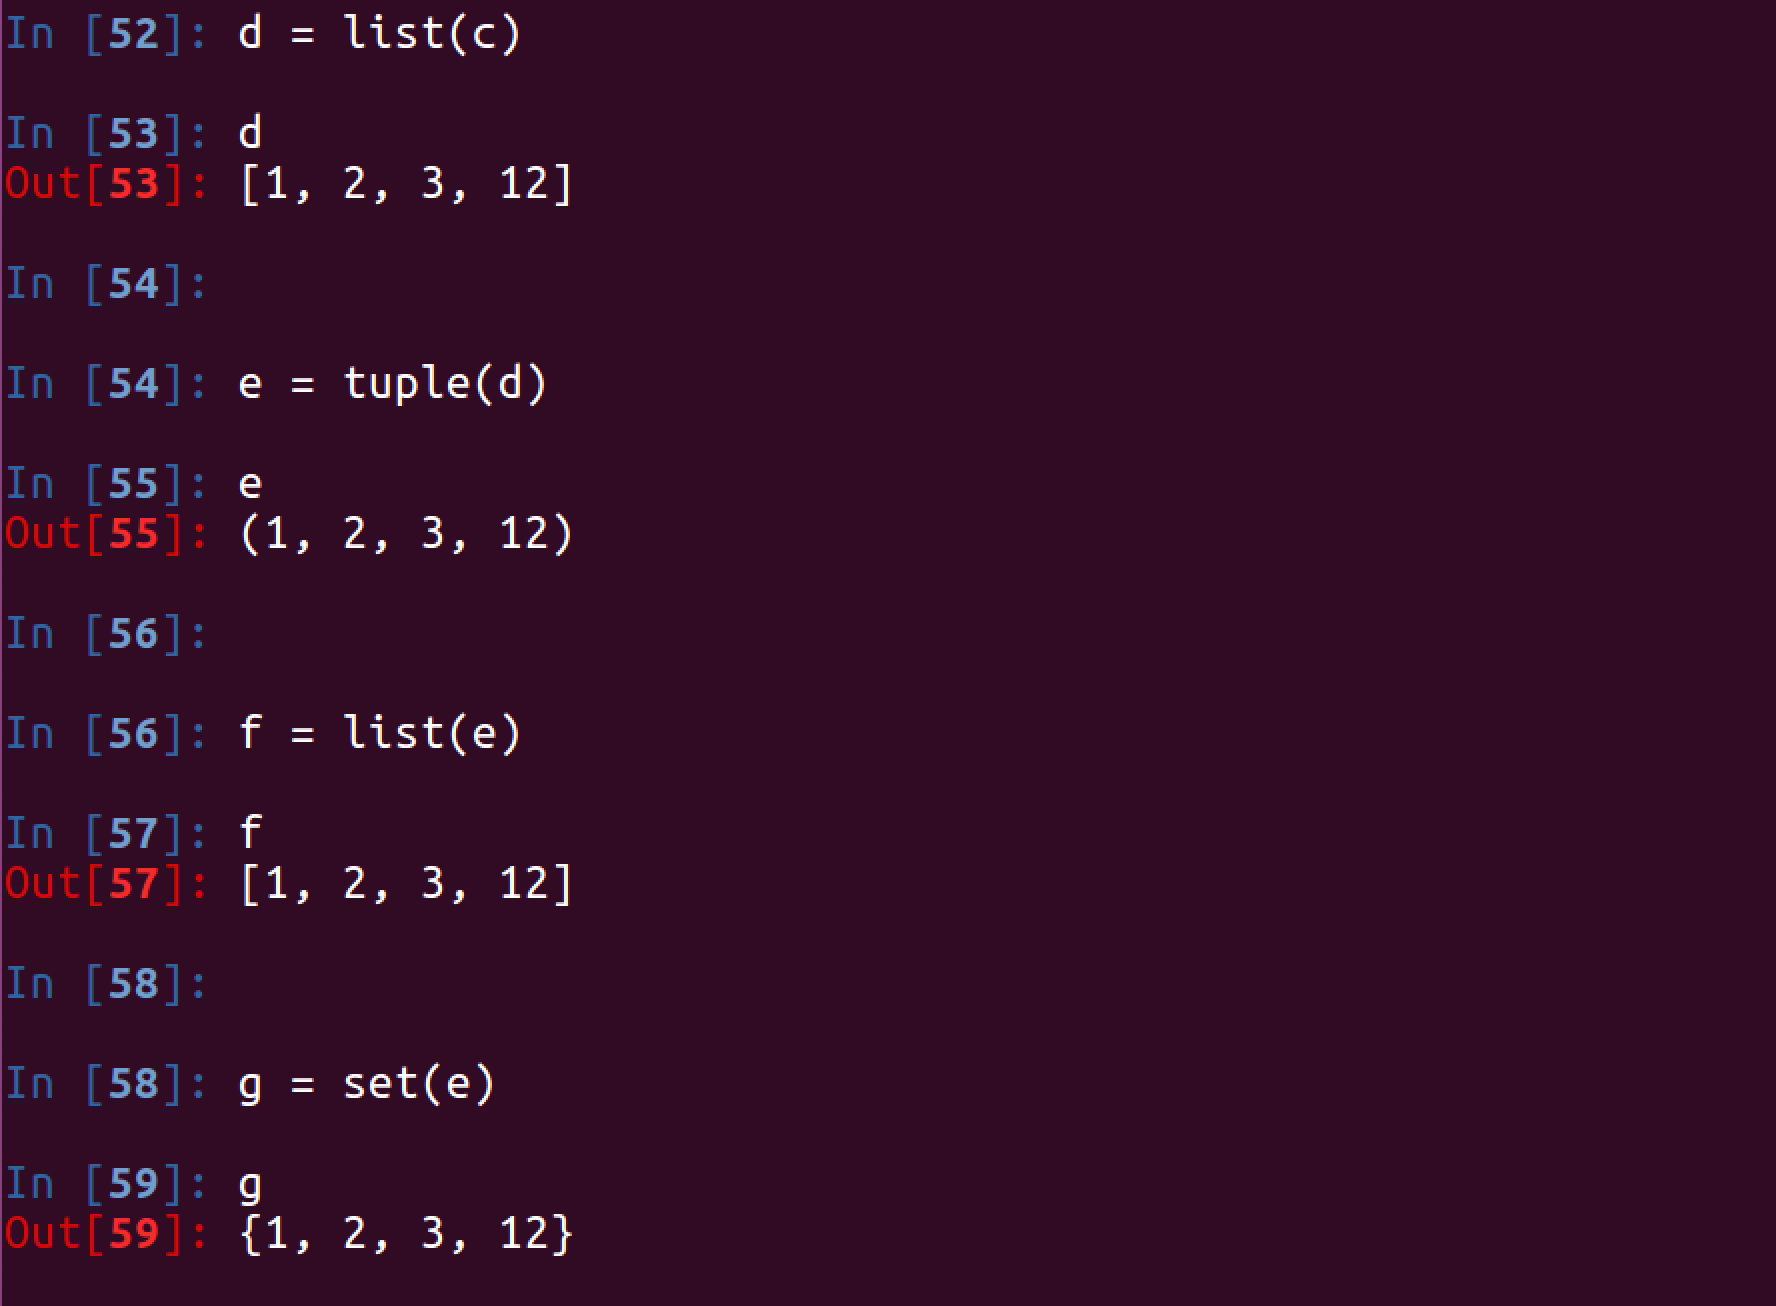 In [52]: d = list(c)
In [53]: d
Out[53]: [1, 2, 3, 12]
In [54]:
In [54]: e = tuple(d)
In [55]: e
Out[55]: (1, 2, 3, 12)
In [56]:
In [56]: f = list(e)
In [57]: f
Out[57]: [1, 2, 3, 12]
In [58]:
In [58]: g = set(e)
In [59]: g
Out[59]: {1, 2, 3, 12}